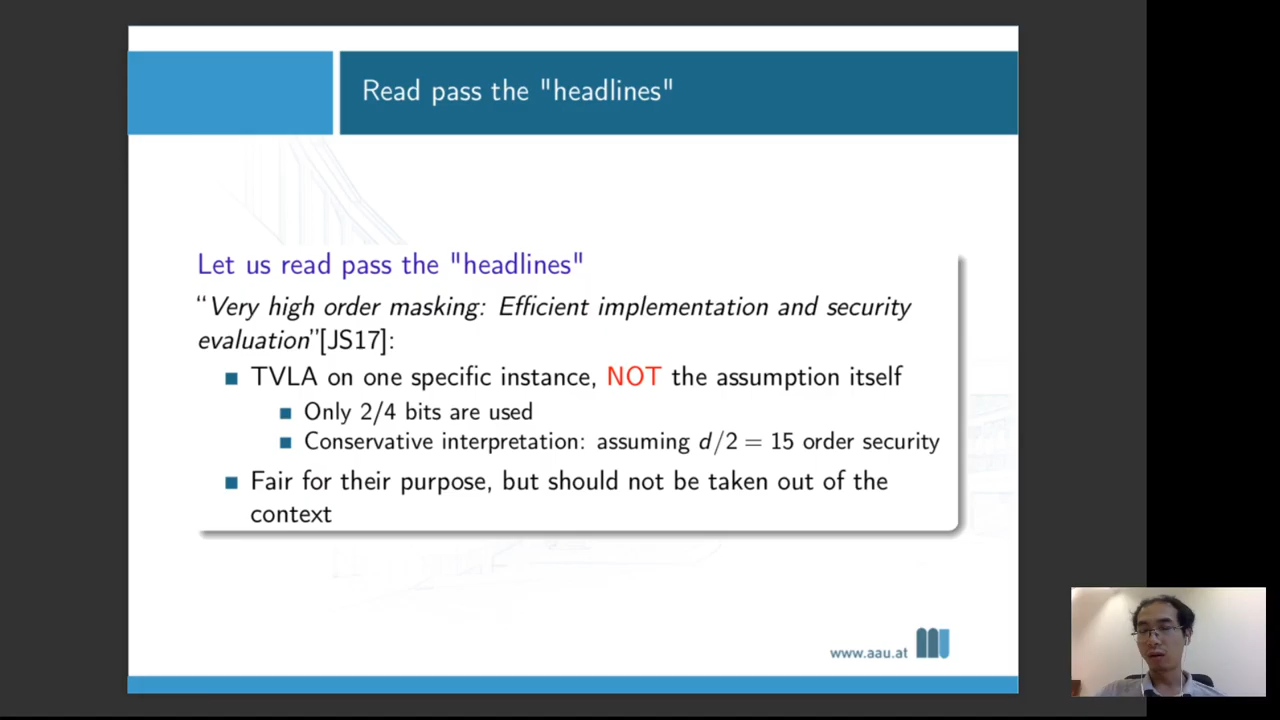 Read pass the "headlines"
Let us read pass the "headlines"
“Very high order masking: Efficient implementation and security
evaluation”[JS17]:
TVLA on one specific instance, NOT the assumption itself
Only 2/4 bits are used
Conservative interpretation: assuming d/2 = 15 order security
Fair for their purpose, but should not be taken out of the
context
www.aau.at